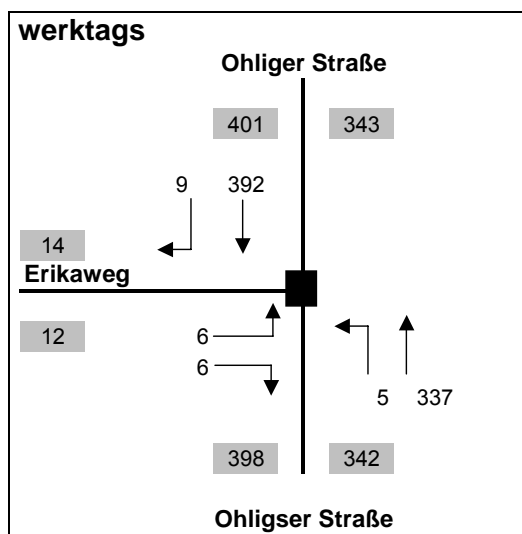 werktags
Ohliger Straße
401 343
9 392
14
Erikaweg
12
6
6
5 337
398 342
Ohligser Straße